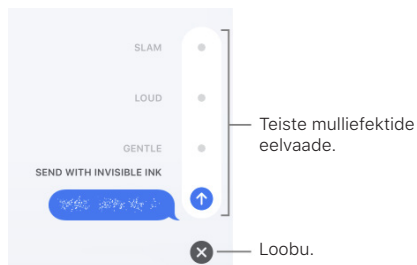 SLAM
LOUD
GENTLE
SEND WITH INVISIBLE INK
Teiste mulliefektide
eelvaade.
Loobu.